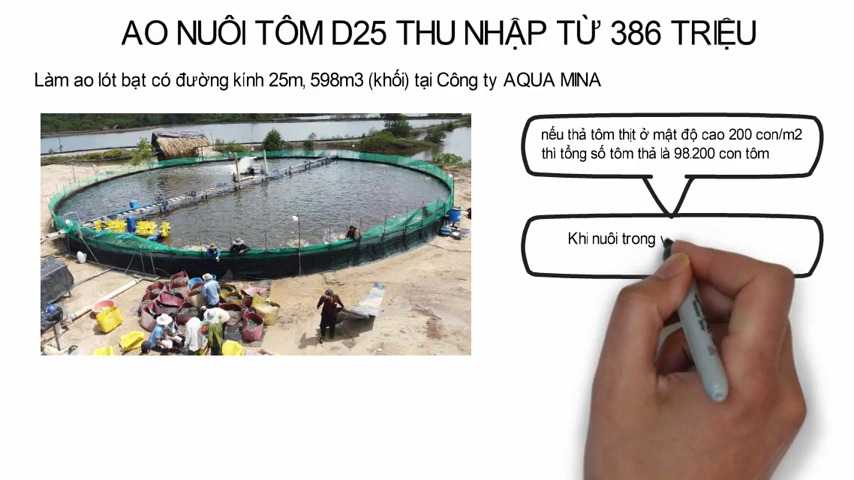 AO NUÔI TÔM D25 THU NHẬP TỪ 386 TRIỆU
Làm ao lót bạt có đường kính 25m, 598m3 (khối) tại Công ty AQUA MINA
nếu thả tôm thịt ở mật độ cao 200 con/m2
thì tổng số tôm thả là 98.200 con tôm
Khi nuôi trong